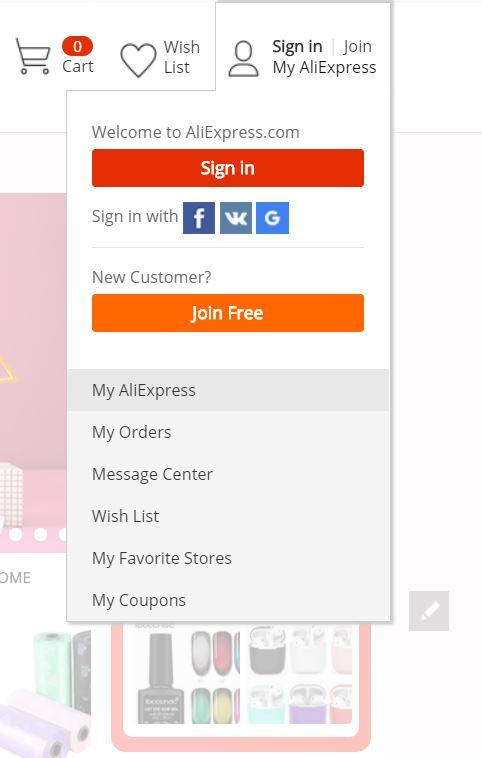 0
Cart
Wish
List
Sign in | Join
My AliExpress
Welcome to AliExpress.com
Sign in
Sign in with f VK G
New Customer?
Join Free
My AliExpress
My Orders
Message Center
Wish List
My Favorite Stores
My Coupons
OME